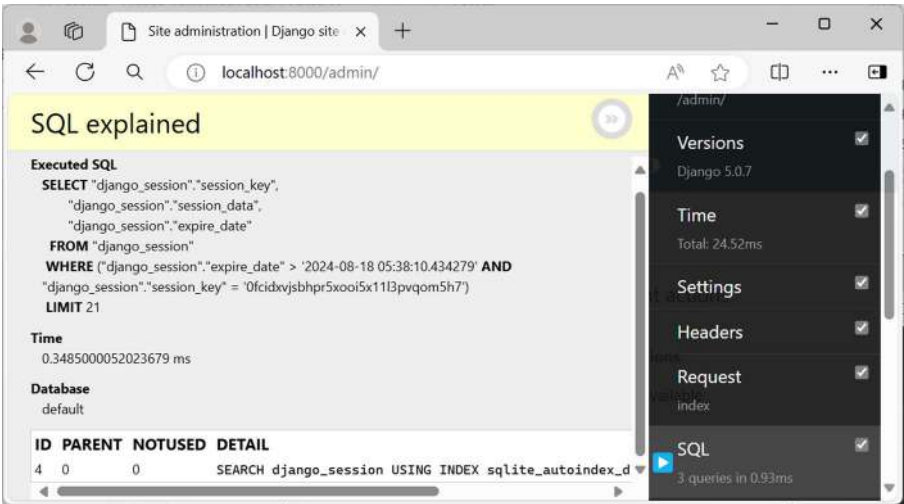 Site administration | Django site
localhost:8000/admin/
SQL explained
Executed SQL
SELECT "django_session"."session_key",
"django_session"."session_data",
"django_session"."expire_date"
FROM "django_session"
WHERE ("django_session"."expire_date" > '2024-08-18 05:38:10.434279' AND
"django_session"."session_key" = '0fcidxvjsbhpr5xooi5x11l3pvqom5h7')
LIMIT 21
Time
0.3485000052023679 ms
Database
default
ID PARENT NOTUSED DETAIL
4 0 0 SEARCH django_session USING INDEX sqlite_autoindex_d
/admin/
Versions
Django 5.0.7
Time
Total: 24.52ms
Settings
Headers
Request
index
SQL
3 queries in 0.93ms